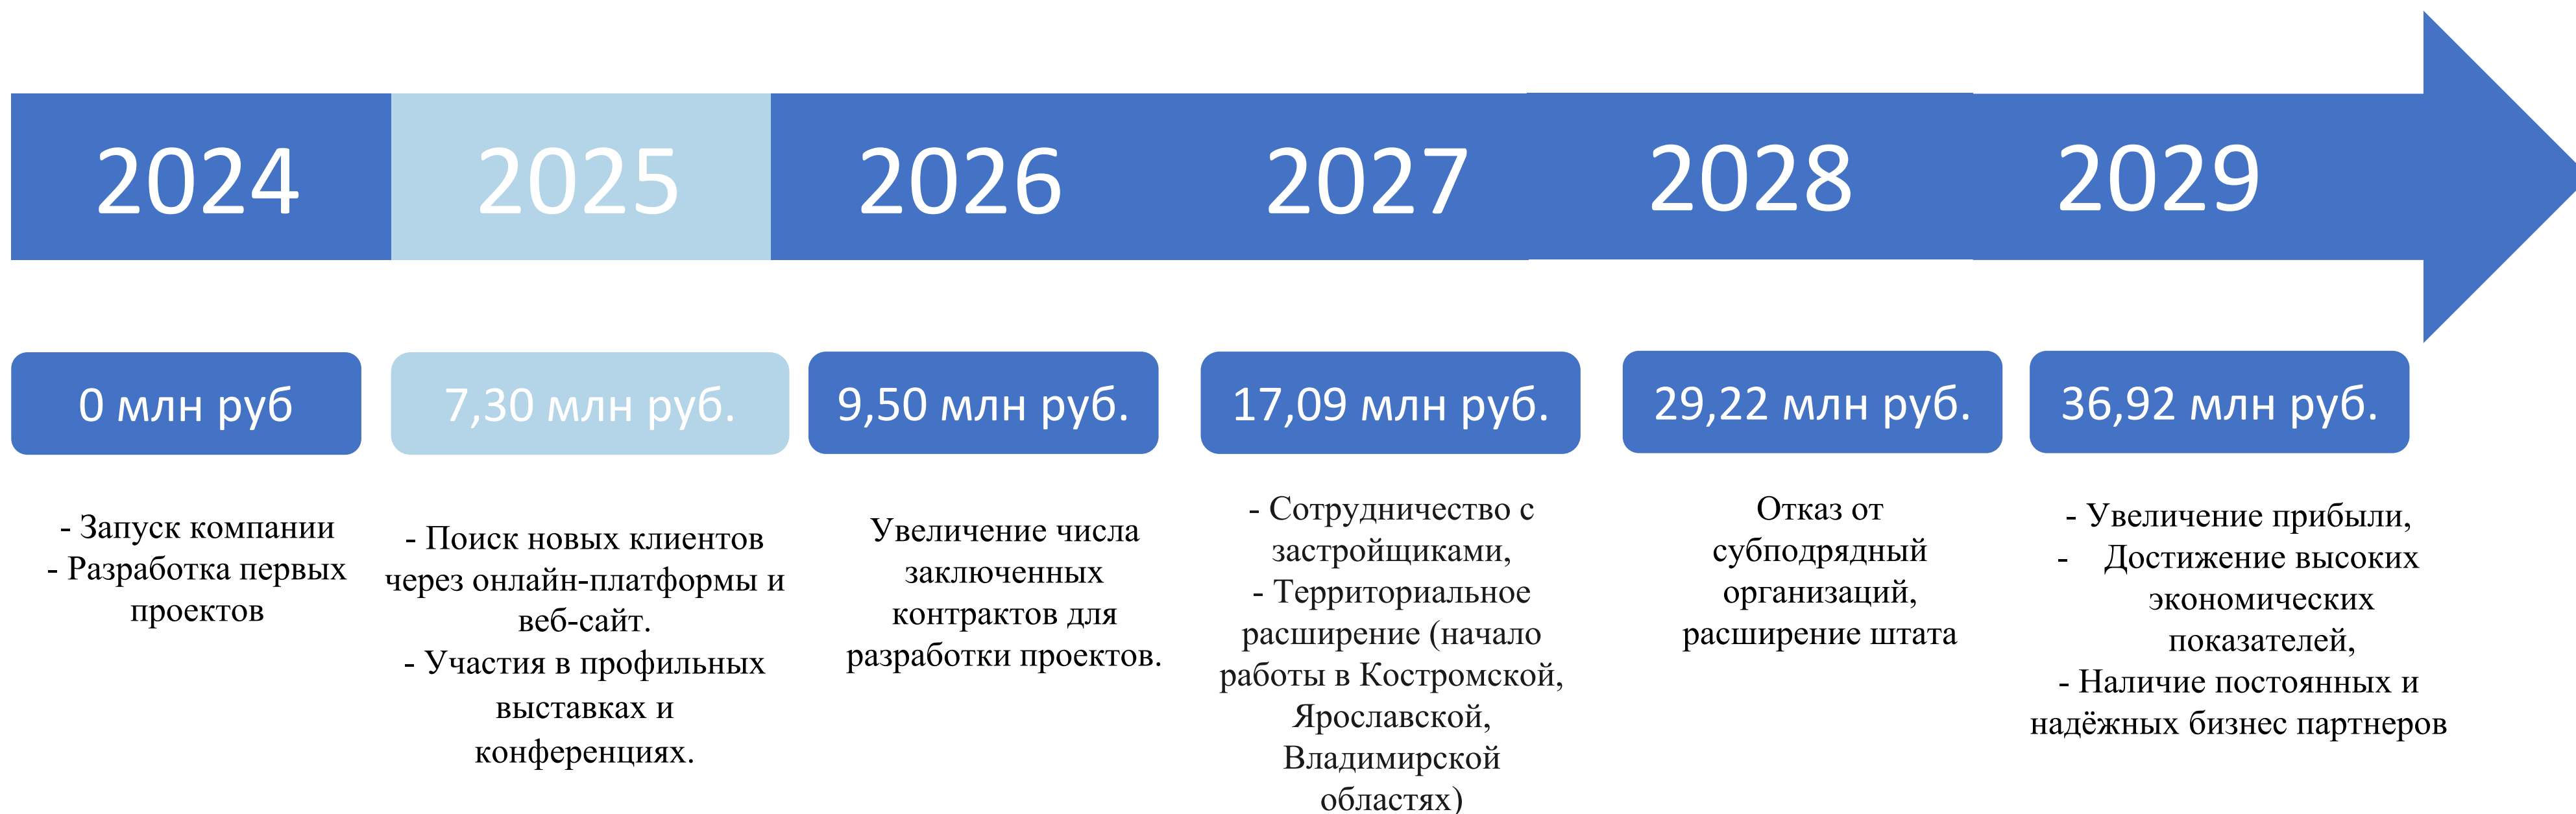 2024
2025
2026
2027
2028
2029
0 млн руб
7,30 млн руб.
9,50 млн руб.
17,09 млн руб.
29,22 млн руб.
36,92 млн руб.
- Запуск компании
- Разработка первых
проектов
- Поиск новых клиентов
через онлайн-платформы и
веб-сайт.
- Участия в профильных
выставках и
конференциях.
Увеличение числа
заключенных
контрактов для
разработки проектов.
- Сотрудничество с
застройщиками,
- Территориальное
расширение (начало
работы в Костромской,
Ярославской,
Владимирской
областях)
Отказ от
субподрядный
организаций,
расширение штата
- Увеличение прибыли,
- Достижение высоких
экономических
показателей,
- Наличие постоянных и
надёжных бизнес партнеров